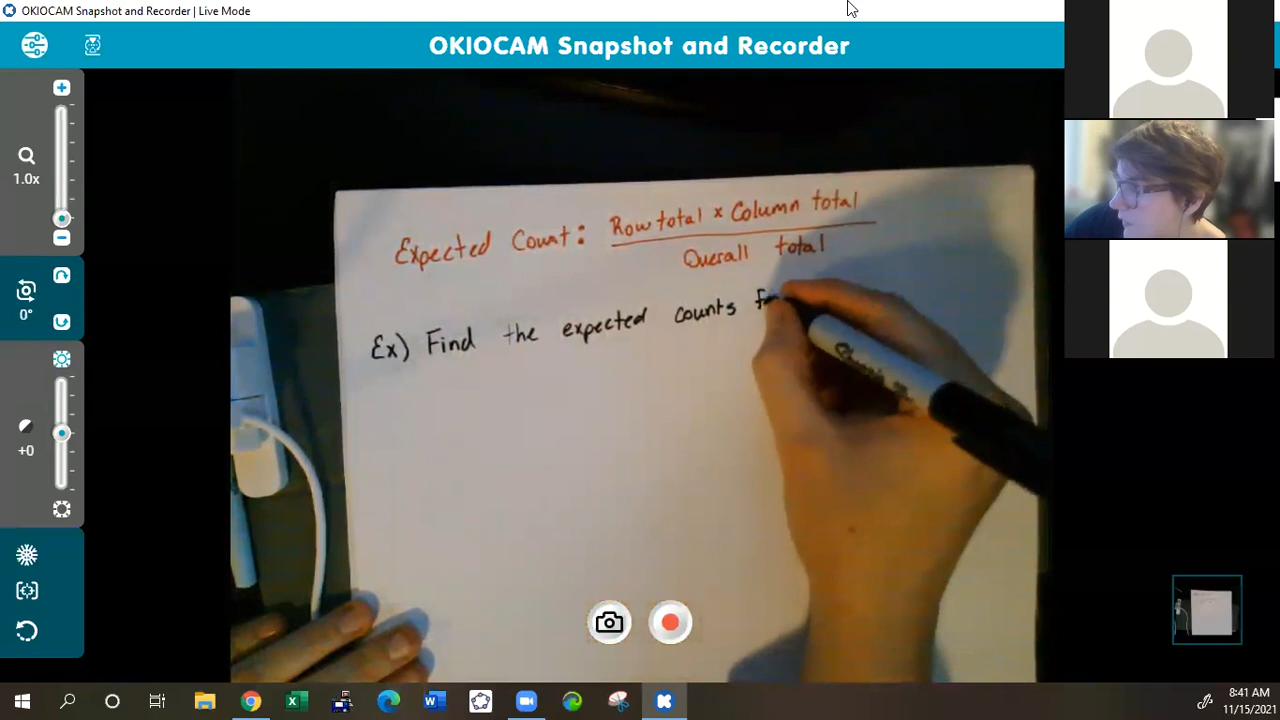 OKIOCAM Snapshot and Recorder | Live Mode
OKIOCAM Snapshot and Recorder
1.0x
0°
+0
Expected Count: Row total x Column total
Overall total
Ex) Find the expected counts
8:41 AM
11/15/2021